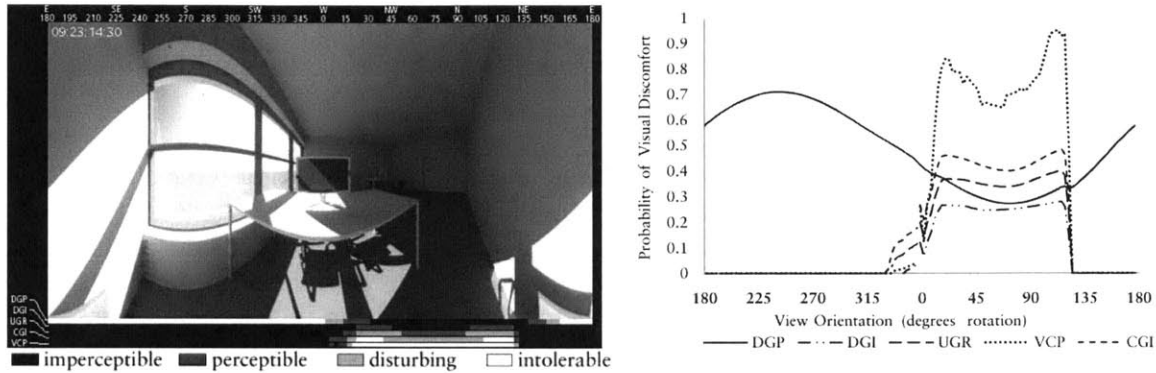 E SE S SW W NW N NE E
180 195 210 225 240 255 270 285 300 315 330 345 0 15 30 45 60 75 90 105 120 135 150 165 180
09:23:14:30
DGP
DGI
UGR
CGI
VCP
imperceptible perceptible disturbing intolerable
Probability of Visual Discomfort
1
0.9
0.8
0.7
0.6
0.5
0.4
0.3
0.2
0.1
0
180 225 270 315 0 45 90 135 180
View Orientation (degrees rotation)
DGP DGI UGR VCP CGI